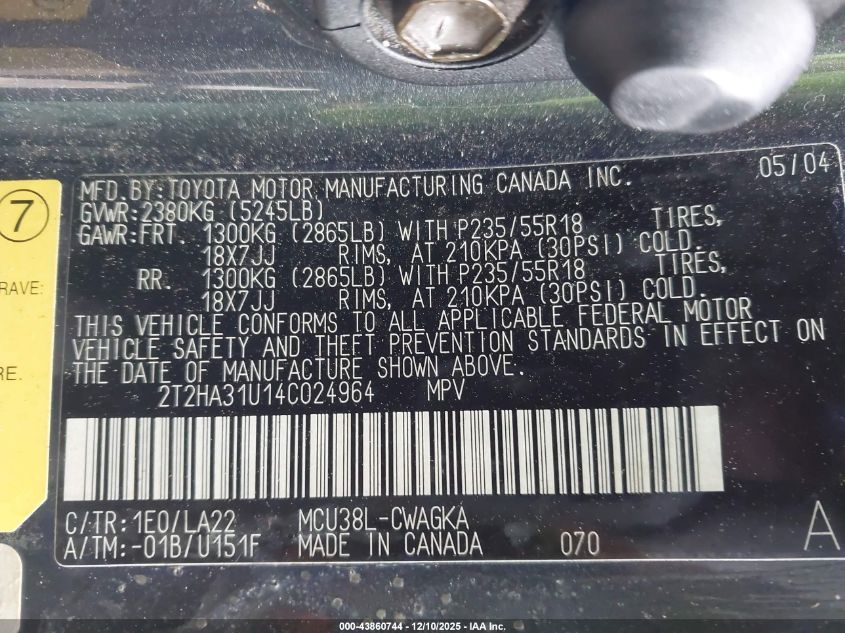 7
RAVE:
RE.
MFD. BY: TOYOTA MOTOR MANUFACTURING CANADA INC. 05/04
GVWR: 2380KG (5245LB)
GAWR: FRT. 1300KG (2865LB) WITH P235/55R18 TIRES,
18X7JJ RIMS, AT 210KPA (30PSI) COLD.
RR. 1300KG (2865LB) WITH P235/55R18 TIRES,
18X7JJ RIMS, AT 210KPA (30PSI) COLD.
THIS VEHICLE CONFORMS TO ALL APPLICABLE FEDERAL MOTOR
VEHICLE SAFETY AND THEFT PREVENTION STANDARDS IN EFFECT ON
THE DATE OF MANUFACTURE SHOWN ABOVE.
2T2HA31U14C024964 MPV
C/TR: 1E0/LA22 MCU38L-CWAGKA
A/TM: -01B/U151F MADE IN CANADA 070 A
000-43860744 - 12/10/2025 - IAA Inc.